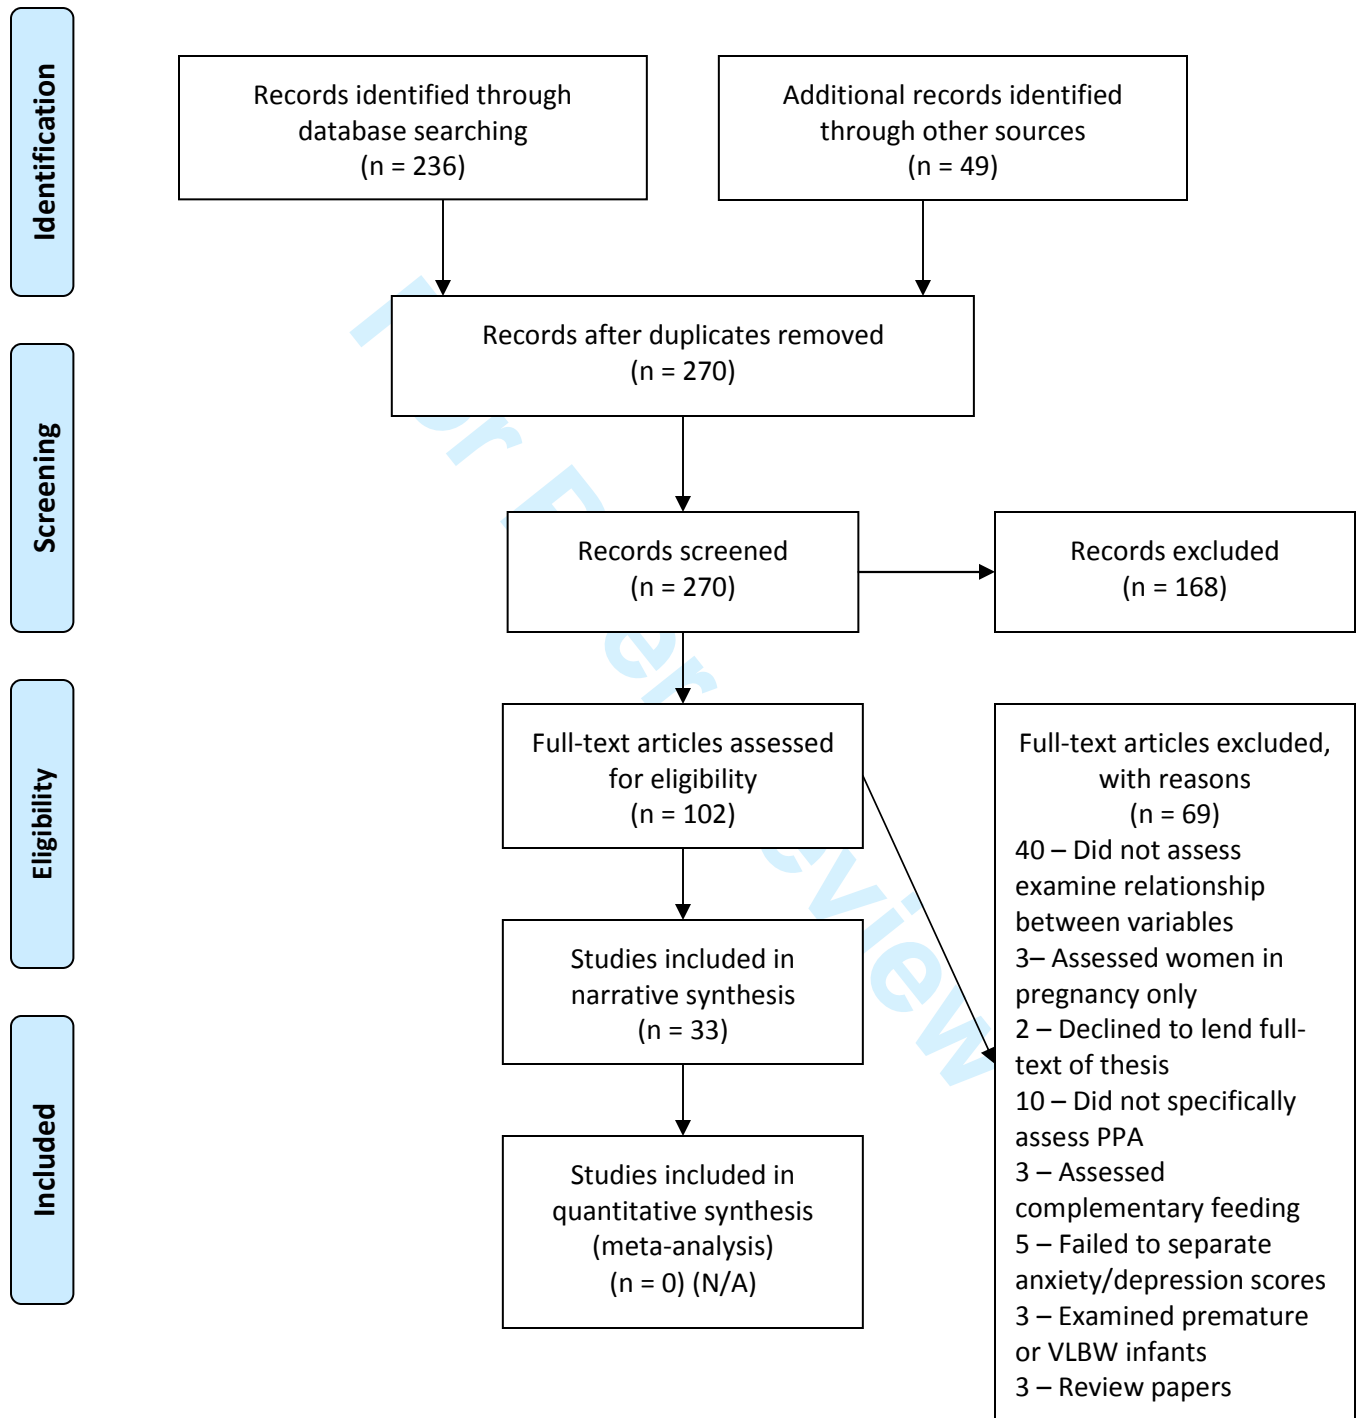 Identification
Records identified through
database searching
(n = 236)
Additional records identified
through other sources
(n = 49)
Records after duplicates removed
(n = 270)
Screening
Records screened
(n = 270)
Records excluded
(n = 168)
Eligibility
Full-text articles assessed
for eligibility
(n = 102)
Full-text articles excluded,
with reasons
(n = 69)
40 – Did not assess
examine relationship
between variables
3– Assessed women in
pregnancy only
2 – Declined to lend full-
text of thesis
10 – Did not specifically
assess PPA
3 – Assessed
complementary feeding
5 – Failed to separate
anxiety/depression scores
3 – Examined premature
or VLBW infants
3 – Review papers
Studies included in
narrative synthesis
(n = 33)
Included
Studies included in
quantitative synthesis
(meta-analysis)
(n = 0) (N/A)